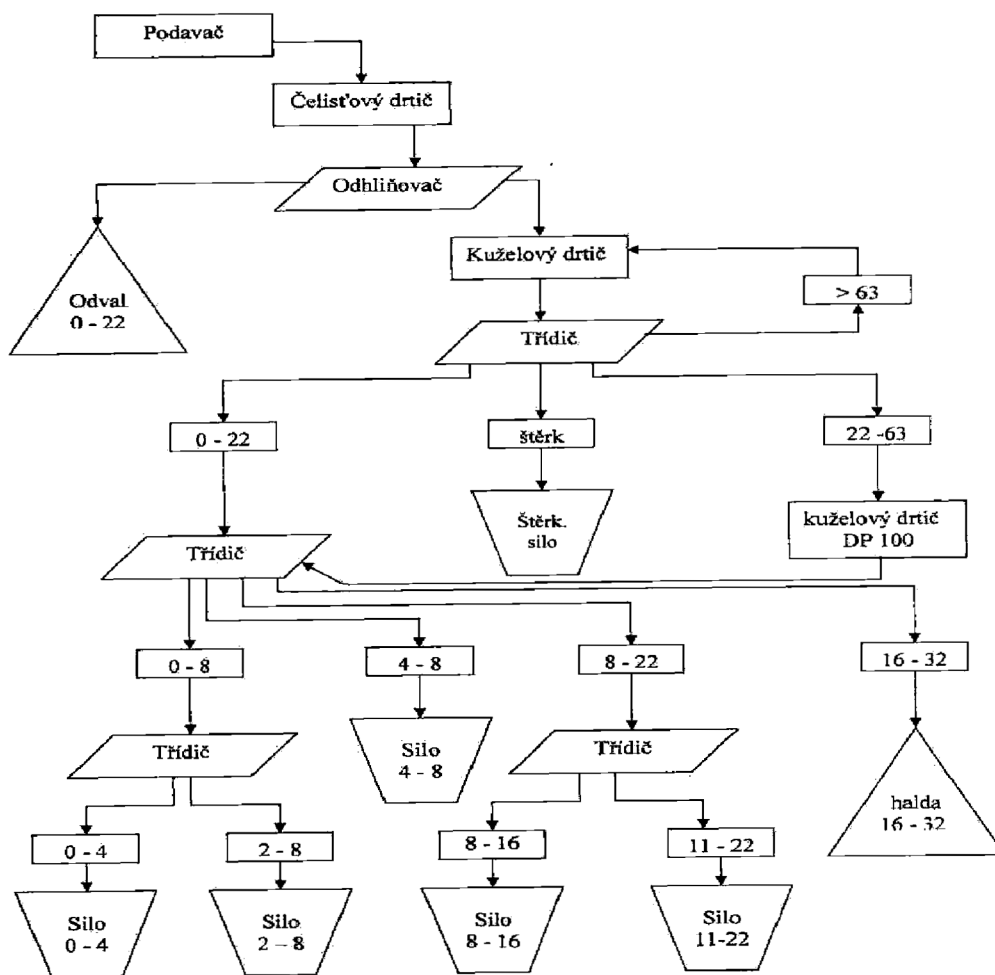 Podavač
Čelisťový drtič
Odhliňovač
Kuželový drtič
> 63
Odval
0 - 22
Třídič
0 - 22
štěrk
22 -63
Štěrk.
silo
kuželový drtič
DP 100
Třídič
0 - 8
4 - 8
8 - 22
16 - 32
Třídič
Silo
4 - 8
Třídič
halda
16 - 32
0 - 4
2 - 8
8 - 16
11 - 22
Silo
0 - 4
Silo
2 – 8
Silo
8 - 16
Silo
11-22